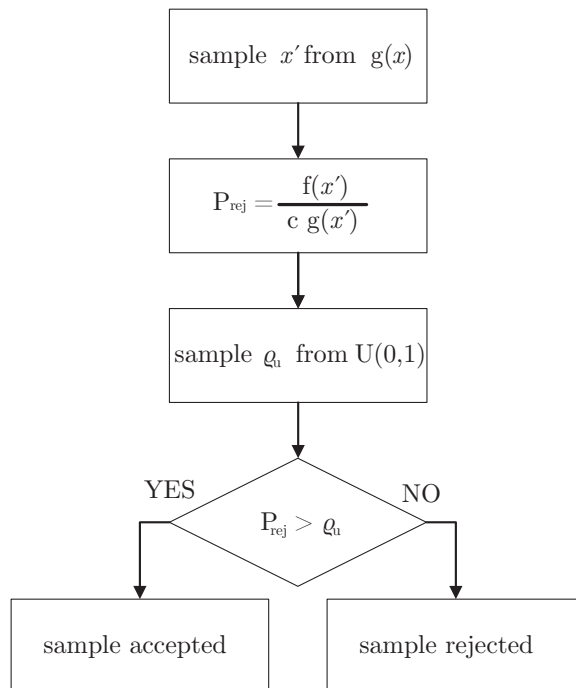 sample x′ from g(x)
P_rej = f(x′) / c g(x′)
sample ϱ_u from U(0,1)
YES
NO
P_rej > ϱ_u
sample accepted
sample rejected